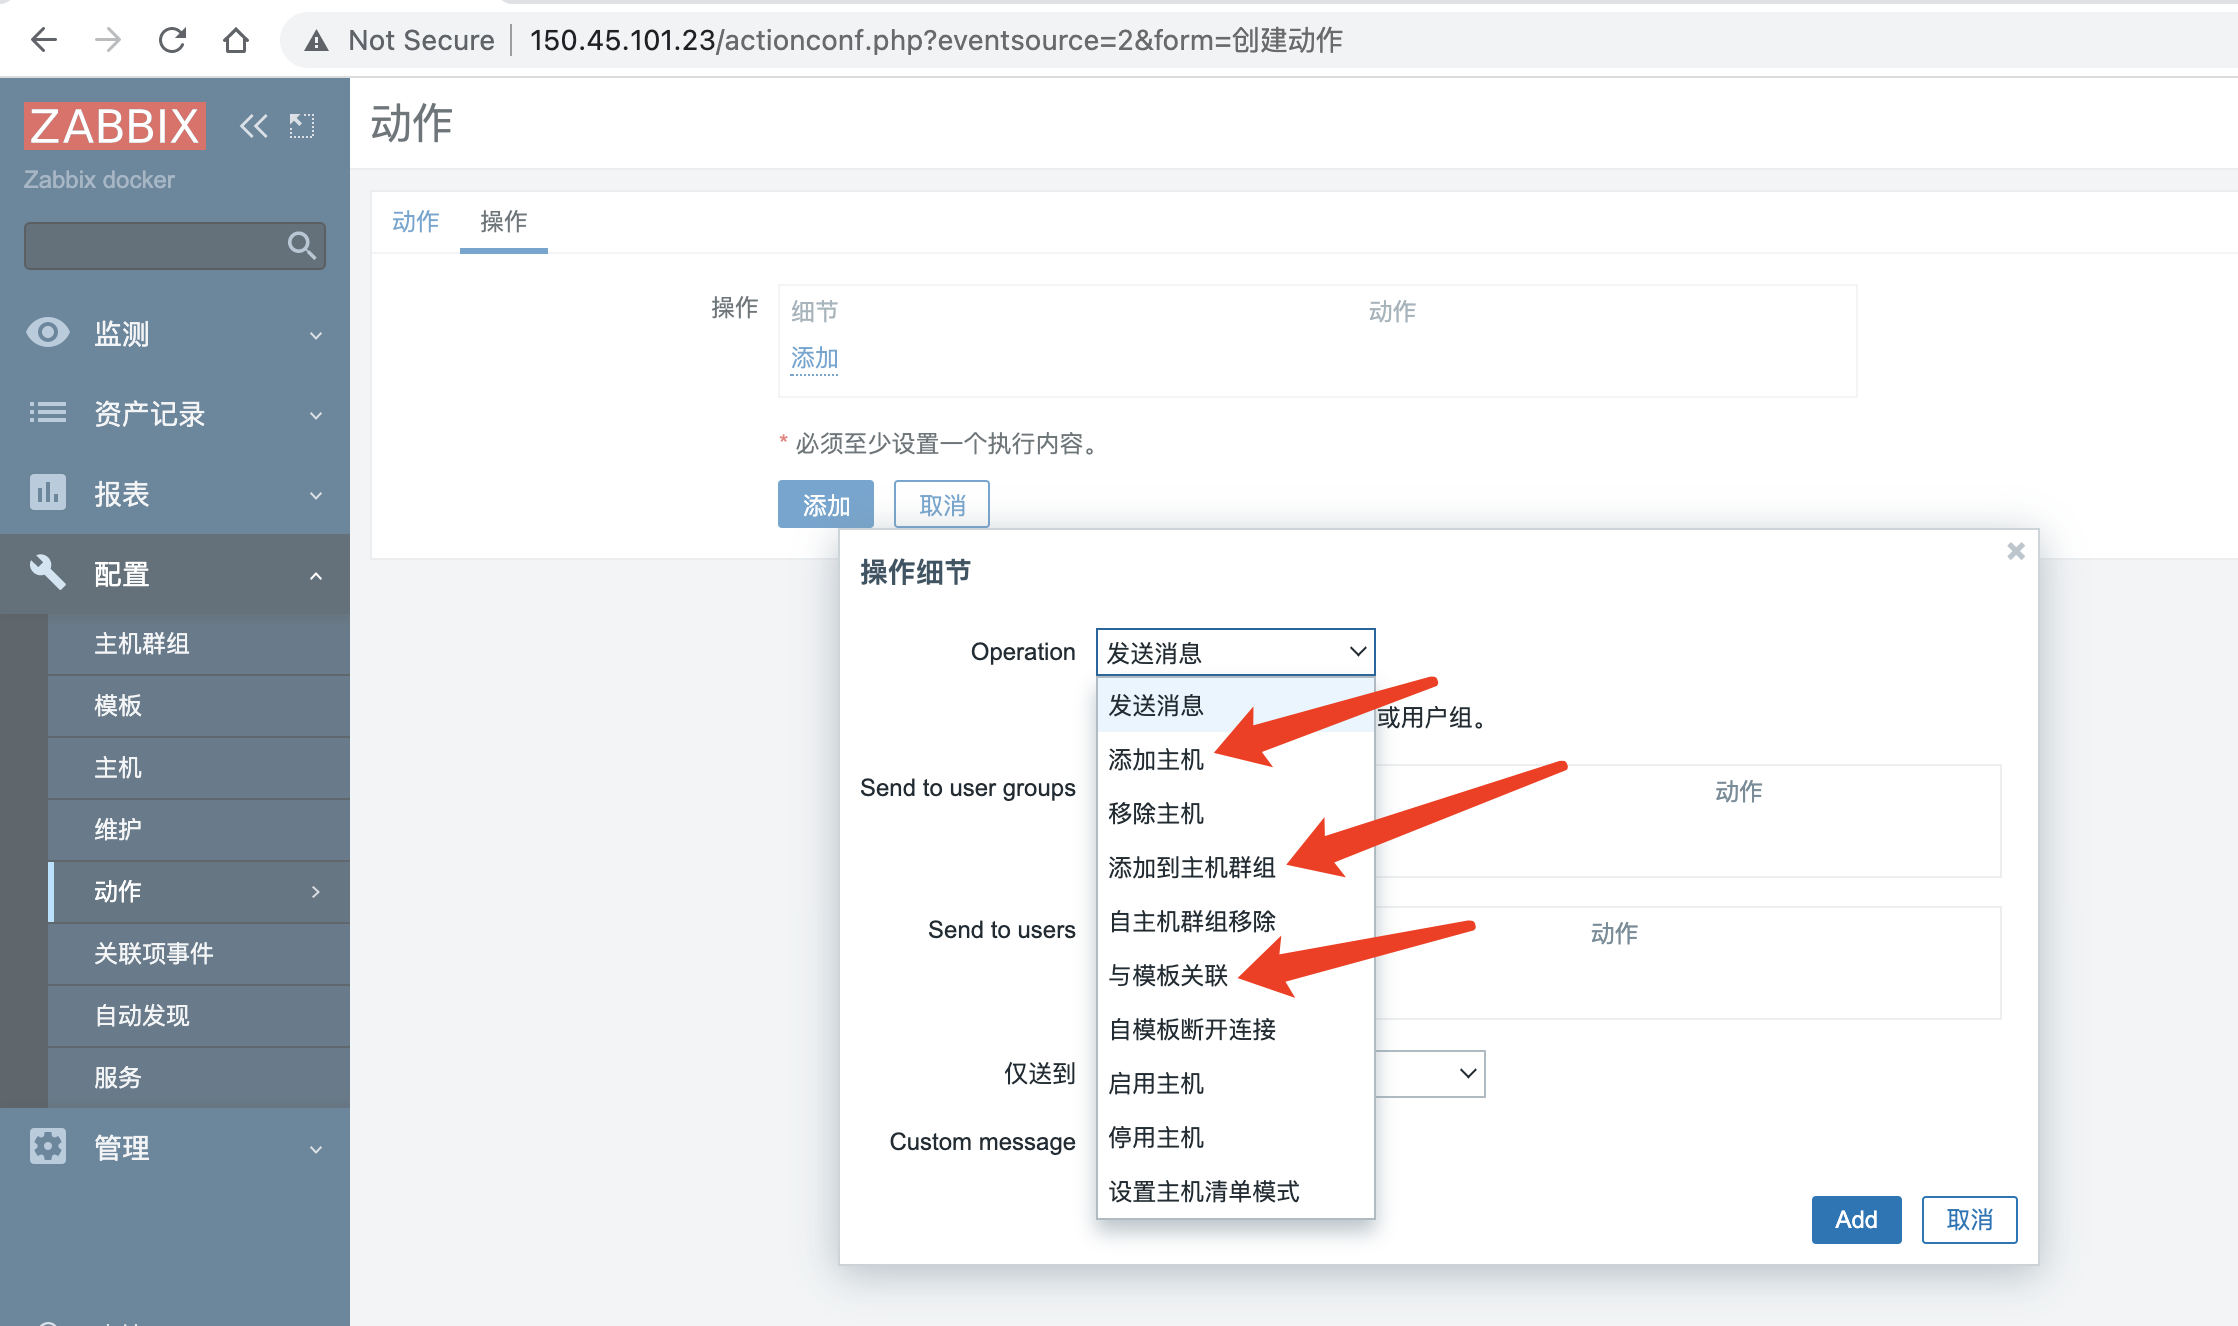 Not Secure
150.45.101.23/actionconf.php?eventsource=2&form=创建动作
ZABBIX
Zabbix docker
监测
资产记录
报表
配置
主机群组
模板
主机
维护
动作
关联项事件
自动发现
服务
管理
动作
动作 操作
操作 细节 动作
添加
* 必须至少设置一个执行内容。
添加 取消
操作细节
Operation 发送消息
发送消息
或用户组。
添加主机
Send to user groups 动作
移除主机
添加到主机群组
自主机群组移除
Send to users 动作
与模板关联
自模板断开连接
仅送到
启用主机
Custom message
停用主机
设置主机清单模式
Add 取消